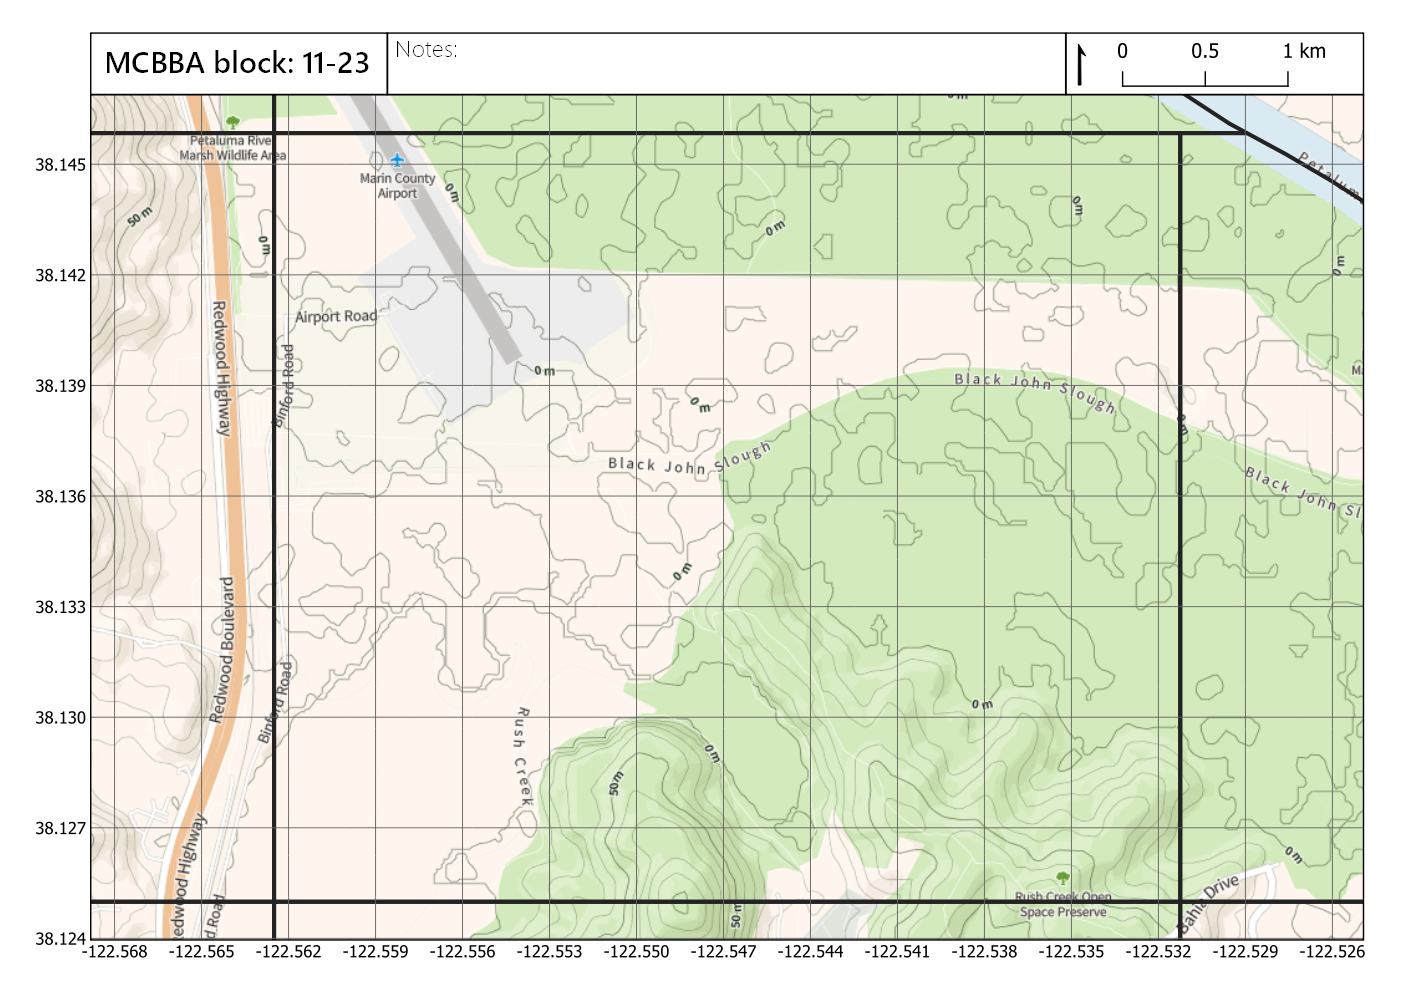 MCBBA block: 11-23
Notes:
0 0.5 1 km
0 m
Petaluma River
Marsh Wildlife Area
Marin County
Airport
Petalum
38.145
0 m
50 m
0 m
0 m
0 m
38.142
0 m
Redwood Highway
Airport Road
Binford Road
0 m
Ma
38.139
Black John Slough
0 m
0 m
Black John Slough
Black John Sl
38.136
0 m
38.133
Redwood Boulevard
Binford Road
0 m
38.130
Rush Creek
0 m
50 m
38.127
Redwood Highway
0 m
Rush Creek Open
Space Preserve
Bahia Drive
50 m
d Road
38.124
-122.568 -122.565 -122.562 -122.559 -122.556 -122.553 -122.550 -122.547 -122.544 -122.541 -122.538 -122.535 -122.532 -122.529 -122.526